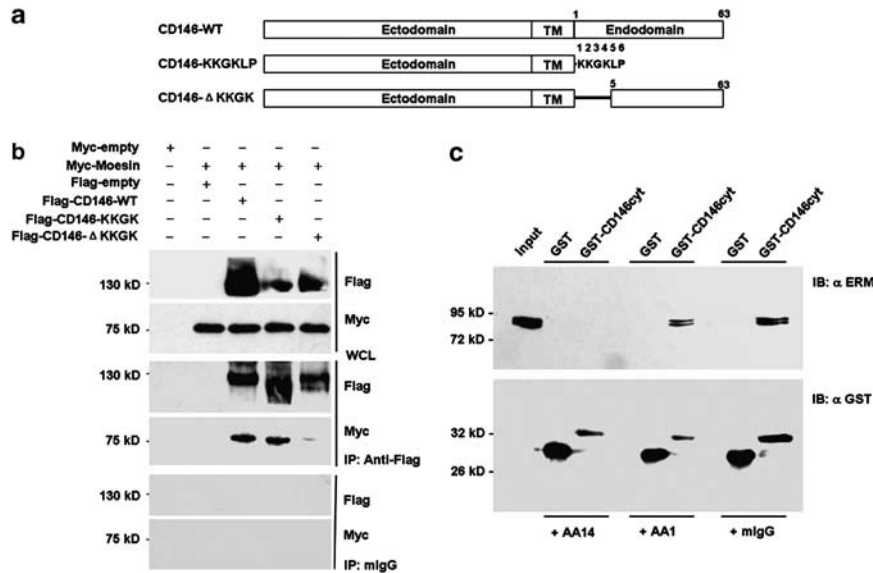 a
1 63
CD146-WT Ectodomain TM Endodomain
1 2 3 4 5 6
CD146-KKGKLP Ectodomain TM KKGKLP
5 63
CD146-Δ KKGK Ectodomain TM
b
Myc-empty + – – – –
Myc-Moesin – + + + +
Flag-empty – + – – –
Flag-CD146-WT – – + – –
Flag-CD146-KKGK – – – + –
Flag-CD146-Δ KKGK – – – – +
130 kD Flag
75 kD Myc
WCL
130 kD Flag
75 kD Myc
IP: Anti-Flag
130 kD Flag
75 kD Myc
IP: mIgG
c
Input GST GST-CD146cyt GST GST-CD146cyt GST GST-CD146cyt
IB: α ERM
95 kD
72 kD
IB: α GST
32 kD
26 kD
+ AA14 + AA1 + mIgG